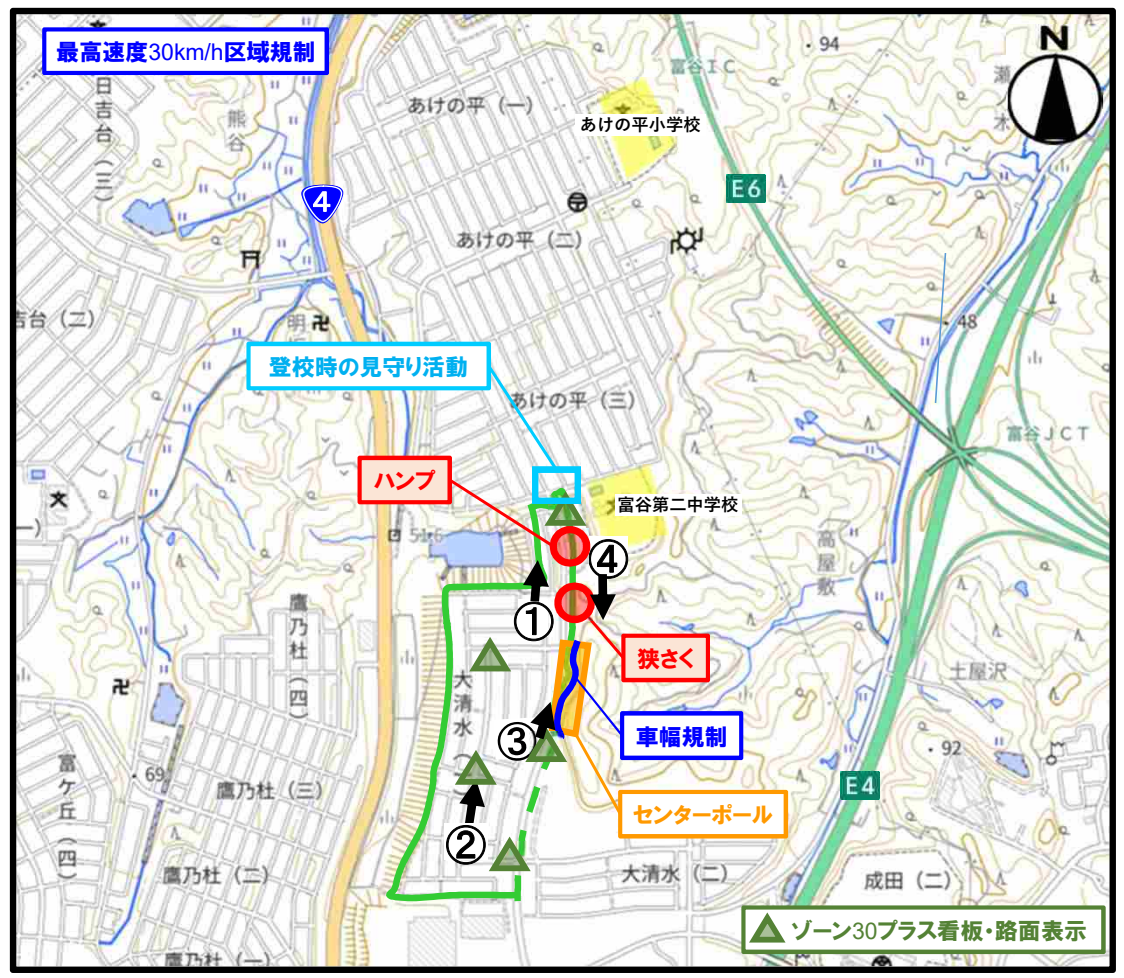 最高速度30km/h区域規制
N
・94
富谷IC
瀬ノ木
日吉台(三)
熊谷
あけの平(一)
あけの平小学校
4
E6
あけの平(二)
吉台(二)
・48
登校時の見守り活動
あけの平(三)
富谷JCT
ハンプ
富谷第二中学校
51.6
④
高屋敷
鷹乃杜(四)
①
狭さく
土屋沢
大清水
③
車幅規制
・92
富ケ丘(四)
・69
鷹乃杜(三)
E4
センターポール
②
鷹乃杜(二)
大清水(二)
成田(二)
ゾーン30プラス看板・路面表示
鷹乃杜(一)